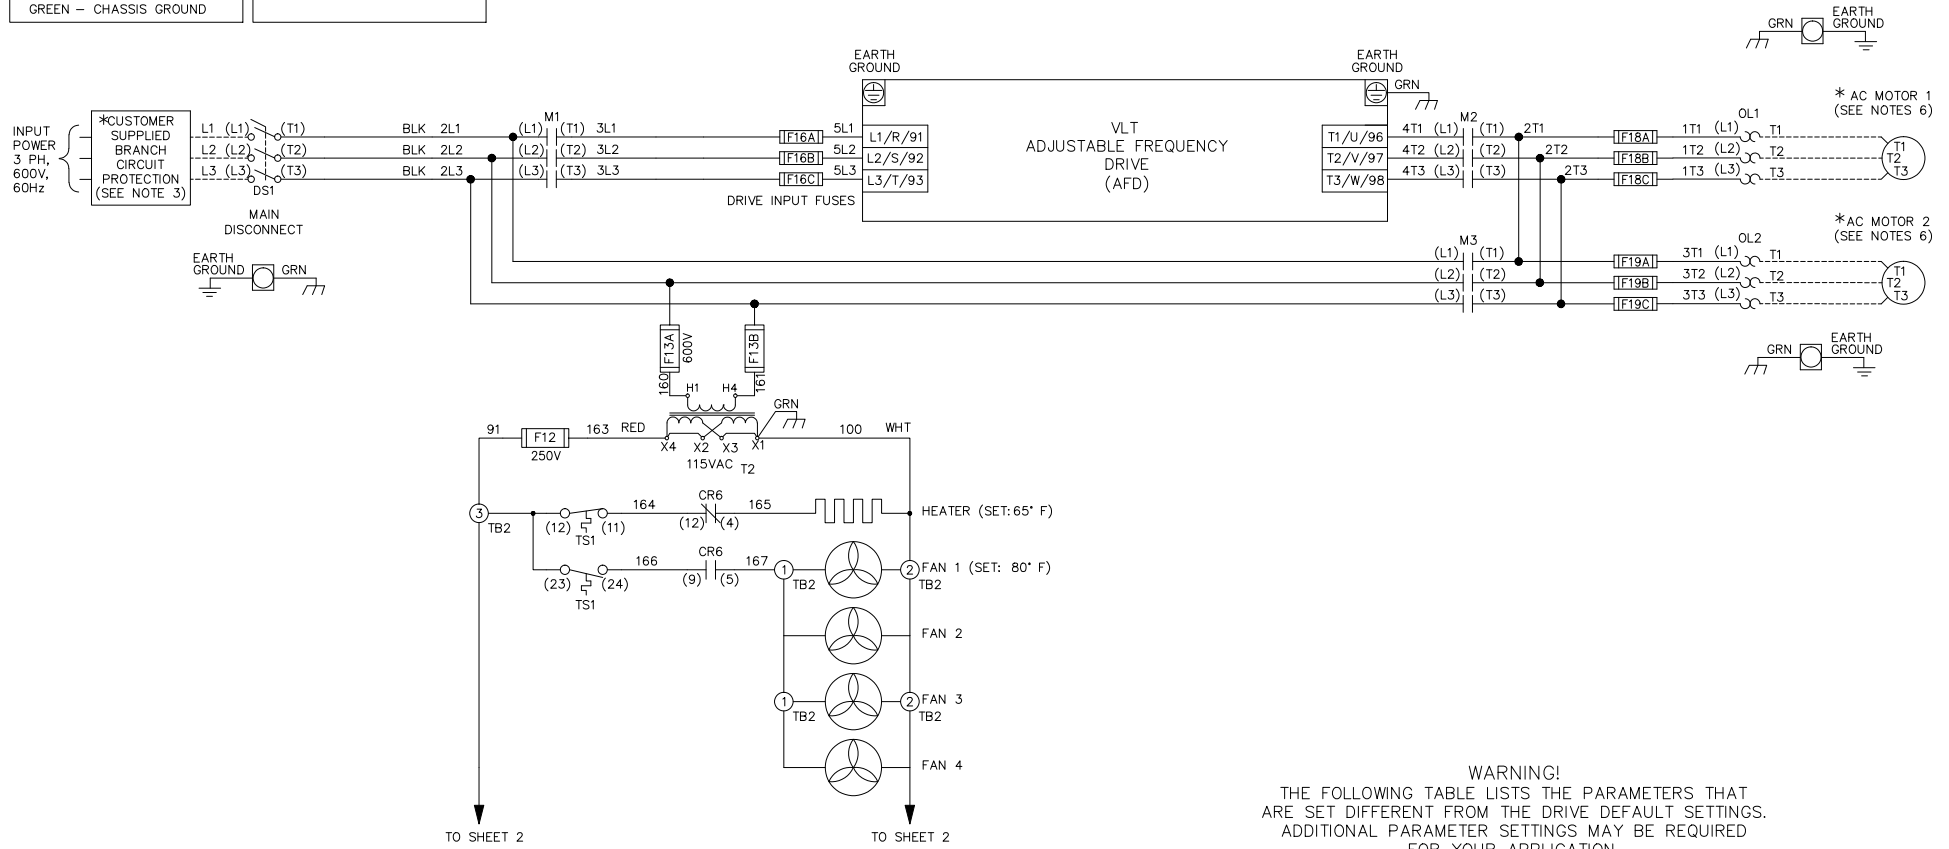 GREEN – CHASSIS GROUND
EARTH
GROUND
GRN
EARTH
GROUND
EARTH
GROUND
GRN
INPUT
POWER
3 PH,
600V,
60Hz
*CUSTOMER
SUPPLIED
BRANCH
CIRCUIT
PROTECTION
(SEE NOTE 3)
L1 (L1) (T1) BLK 2L1 (L1) M1 (T1) 3L1 F16A 5L1 L1/R/91
L2 (L2) (T2) BLK 2L2 (L2) (T2) 3L2 F16B 5L2 L2/S/92
L3 (L3) (T3) BLK 2L3 (L3) (T3) 3L3 F16C 5L3 L3/T/93
DS1
MAIN
DISCONNECT
DRIVE INPUT FUSES
VLT
ADJUSTABLE FREQUENCY
DRIVE
(AFD)
M2
OL1
* AC MOTOR 1
(SEE NOTES 6)
T1/U/96 4T1 (L1) (T1) 2T1 F18A 1T1 (L1) T1
T2/V/97 4T2 (L2) (T2) 2T2 F18B 1T2 (L2) T2
T3/W/98 4T3 (L3) (T3) 2T3 F18C 1T3 (L3) T3
T1
T2
T3
EARTH
GROUND
GRN
M3
OL2
*AC MOTOR 2
(SEE NOTES 6)
(L1) (T1) F19A 3T1 (L1) T1
(L2) (T2) F19B 3T2 (L2) T2
(L3) (T3) F19C 3T3 (L3) T3
T1
T2
T3
GRN
EARTH
GROUND
F13A
600V
F13B
160
H1 H4
161
GRN
91 F12 163 RED
250V
X4 X2 X3 X1
100 WHT
115VAC T2
3
TB2
(12) (11)
TS1
164
CR6
(12) (4)
165
HEATER (SET:65° F)
(23) (24)
TS1
166
CR6
(9) (5)
167
1
TB2
2
TB2
FAN 1 (SET: 80° F)
FAN 2
1
TB2
2
TB2
FAN 3
FAN 4
TO SHEET 2
TO SHEET 2
WARNING!
THE FOLLOWING TABLE LISTS THE PARAMETERS THAT
ARE SET DIFFERENT FROM THE DRIVE DEFAULT SETTINGS.
ADDITIONAL PARAMETER SETTINGS MAY BE REQUIRED
FOR YOUR APPLICATION